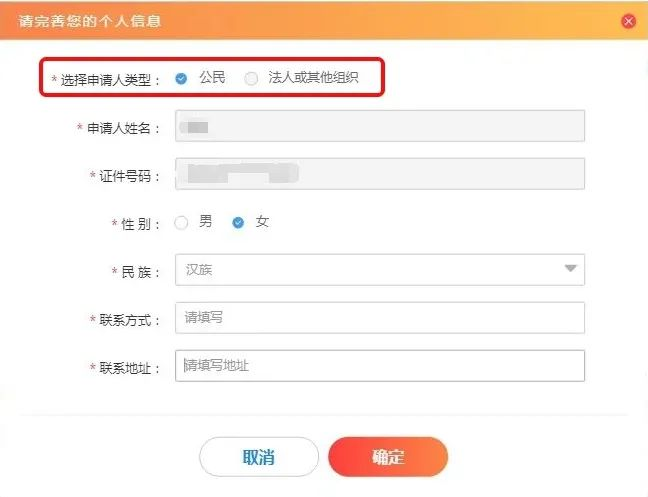 请完善您的个人信息
* 选择申请人类型： 公民 法人或其他组织
* 申请人姓名：
* 证件号码：
* 性 别： 男 女
* 民 族： 汉族
* 联系方式： 请填写
* 联系地址： 请填写地址
取消 确定